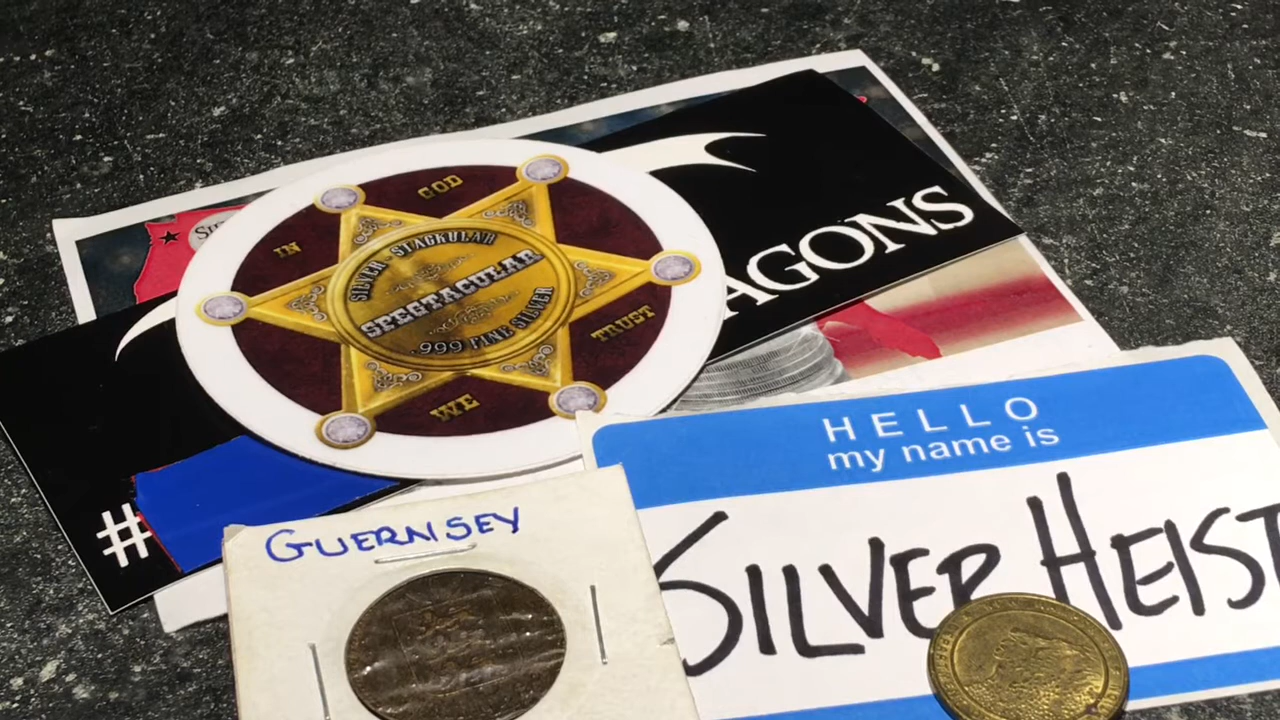 AGONS
IN GOD
WE TRUST
SILVER - STACKULAR
SPECTACULAR
.999 FINE SILVER
#
HELLO
my name is
SILVER HEIST
GUERNSEY